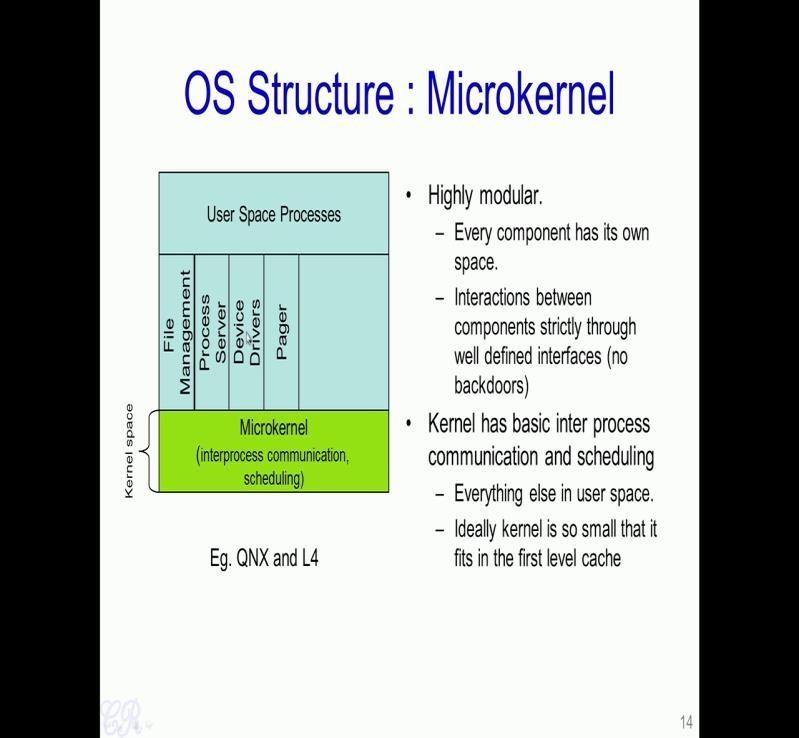 OS Structure : Microkernel
User Space Processes
File
Management
Process
Server
Device
Drivers
Pager
Kernel space
Microkernel
(interprocess communication,
scheduling)
Eg. QNX and L4
• Highly modular.
– Every component has its own
space.
– Interactions between
components strictly through
well defined interfaces (no
backdoors)
• Kernel has basic inter process
communication and scheduling
– Everything else in user space.
– Ideally kernel is so small that it
fits in the first level cache
CR
14